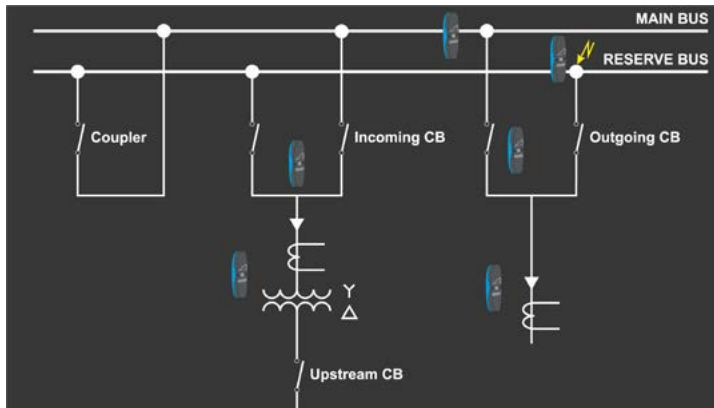 MAIN BUS
RESERVE BUS
Coupler
Incoming CB
Outgoing CB
Upstream CB